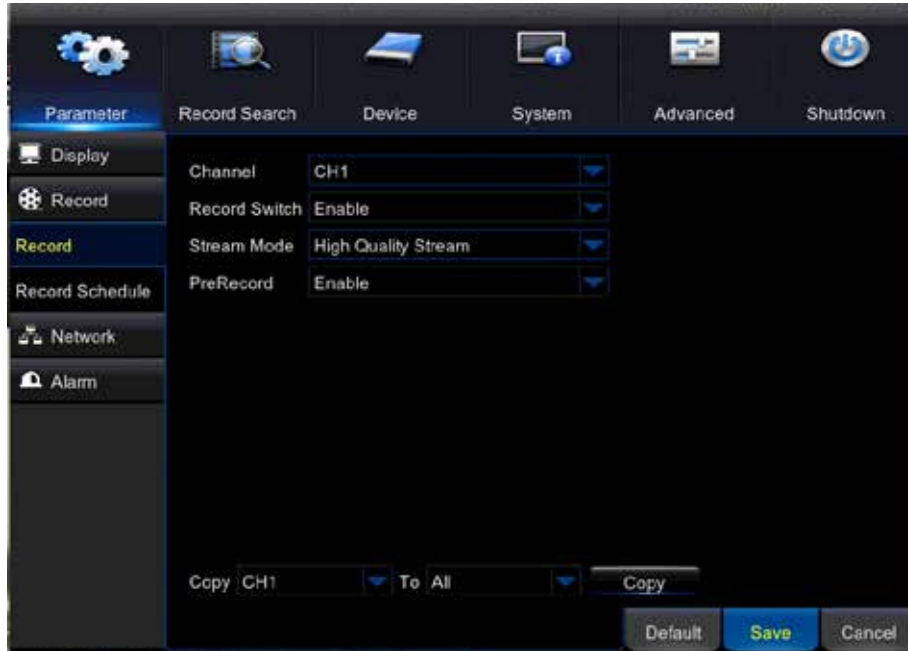 Parameter Record Search Device System Advanced Shutdown
Display
Record
Record
Record Schedule
Network
Alarm
Channel CH1
Record Switch Enable
Stream Mode High Quality Stream
PreRecord Enable
Copy CH1 To All Copy
Default Save Cancel